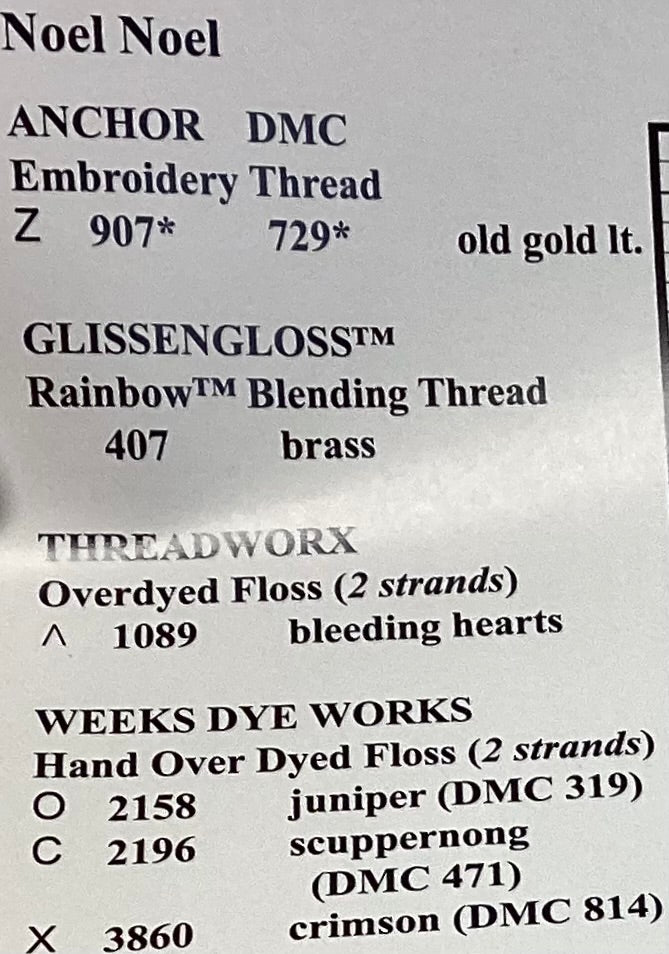 Noel Noel
ANCHOR DMC
Embroidery Thread
Z 907* 729* old gold lt.
GLISSENGLOSS™
Rainbow™ Blending Thread
407 brass
THREADWORX
Overdyed Floss (2 strands)
^ 1089 bleeding hearts
WEEKS DYE WORKS
Hand Over Dyed Floss (2 strands)
O 2158 juniper (DMC 319)
C 2196 scuppernong
(DMC 471)
X 3860 crimson (DMC 814)